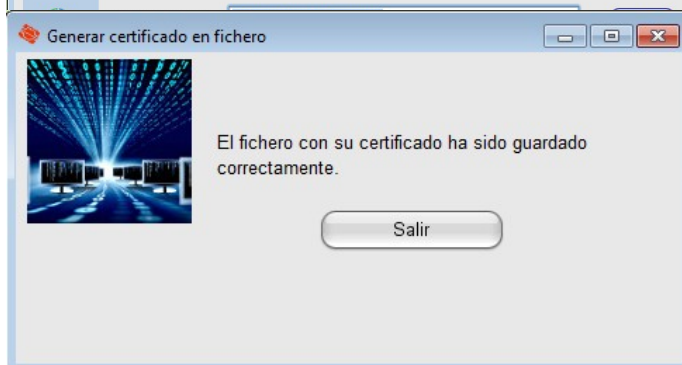 Generar certificado en fichero
El fichero con su certificado ha sido guardado
correctamente.
Salir